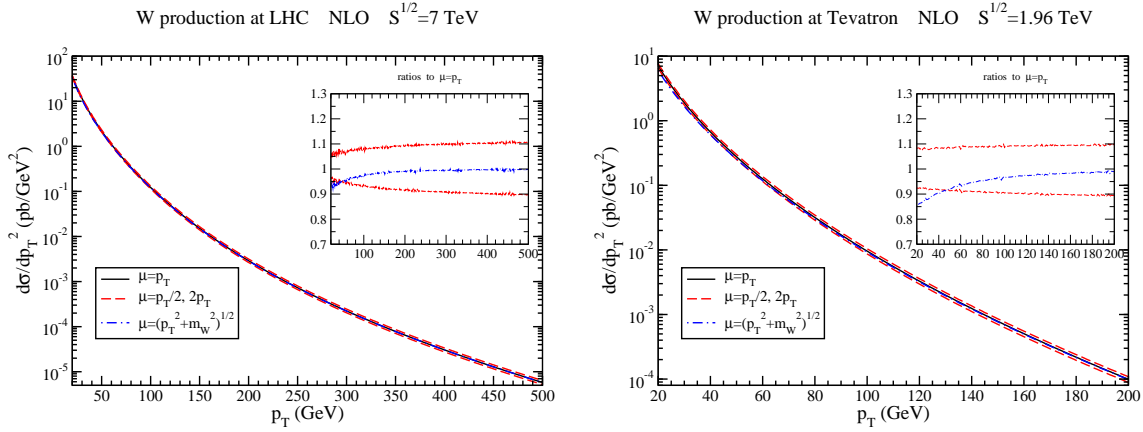 W production at LHC NLO S^1/2=7 TeV
10^2
10^1
10^0
10^-1
10^-2
10^-3
10^-4
10^-5
dσ/dp_T^2 (pb/GeV^2)
50 100 150 200 250 300 350 400 450 500
p_T (GeV)
ratios to μ=p_T
1.3
1.2
1.1
1
0.9
0.8
0.7
100 200 300 400 500
μ=p_T
μ=p_T/2, 2p_T
μ=(p_T^2+m_W^2)^1/2
W production at Tevatron NLO S^1/2=1.96 TeV
10^1
10^0
10^-1
10^-2
10^-3
10^-4
dσ/dp_T^2 (pb/GeV^2)
20 40 60 80 100 120 140 160 180 200
p_T (GeV)
ratios to μ=p_T
1.3
1.2
1.1
1
0.9
0.8
0.7
20 40 60 80 100 120 140 160 180 200
μ=p_T
μ=p_T/2, 2p_T
μ=(p_T^2+m_W^2)^1/2